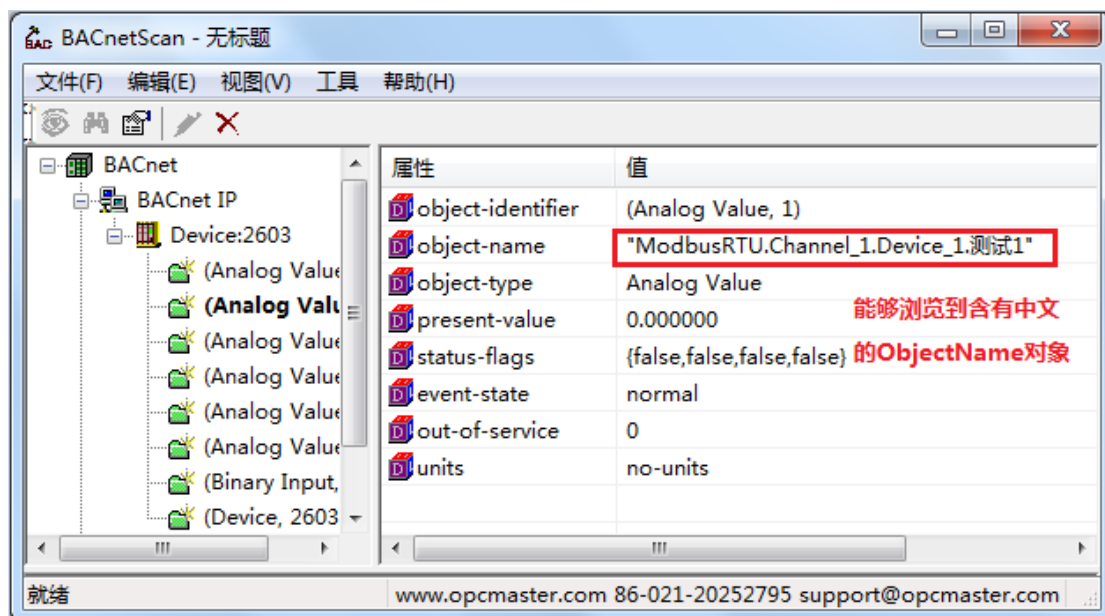 BACnetScan - 无标题
文件(F) 编辑(E) 视图(V) 工具 帮助(H)
BACnet
BACnet IP
Device:2603
(Analog Value
(Analog Valu
(Analog Value
(Analog Value
(Analog Value
(Analog Value
(Binary Input,
(Device, 2603
属性 值
object-identifier (Analog Value, 1)
object-name "ModbusRTU.Channel_1.Device_1.测试1"
object-type Analog Value
present-value 0.000000
能够浏览到含有中文
status-flags {false,false,false,false}
的ObjectName对象
event-state normal
out-of-service 0
units no-units
就绪 www.opcmaster.com 86-021-20252795 support@opcmaster.com